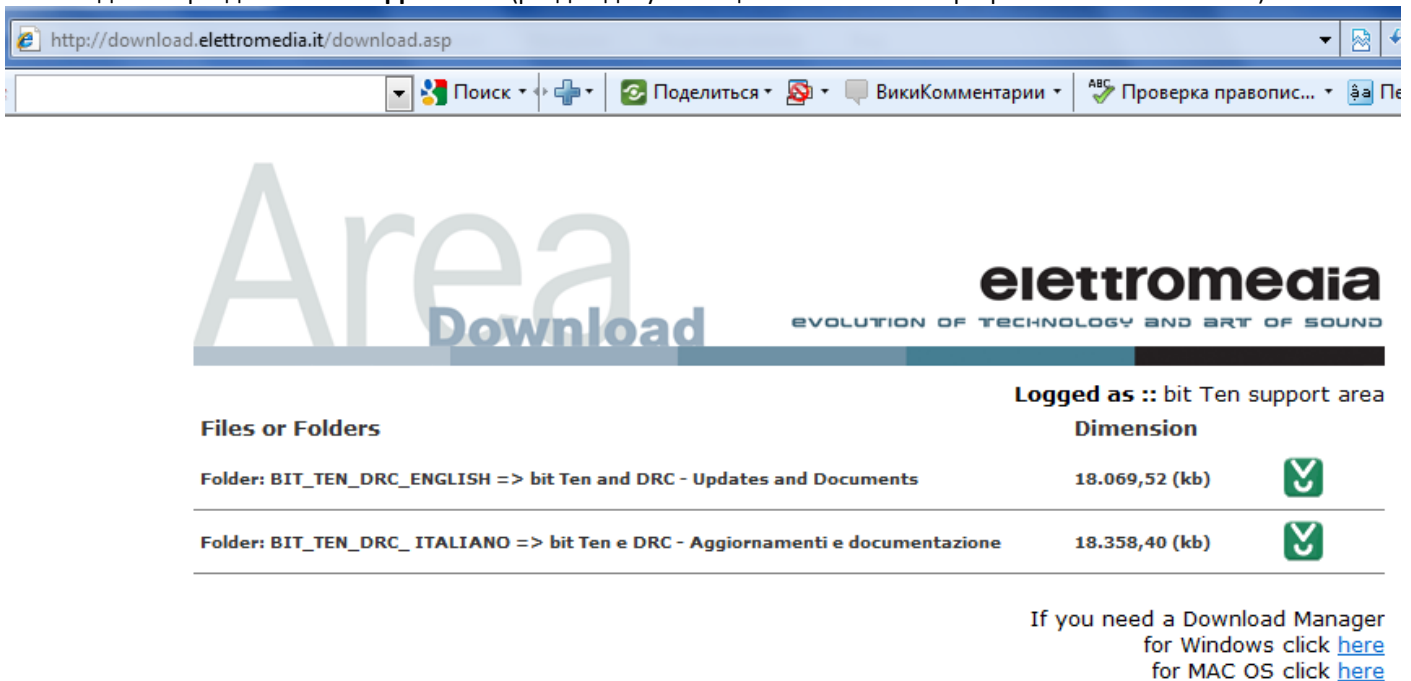 http://download.elettromedia.it/download.asp
Поиск Поделиться ВикиКомментарии ABC Проверка правопис...
Area
Download
elettromedia
EVOLUTION OF TECHNOLOGY AND ART OF SOUND
Logged as :: bit Ten support area
Files or Folders Dimension
Folder: BIT_TEN_DRC_ENGLISH => bit Ten and DRC - Updates and Documents 18.069,52 (kb)
Folder: BIT_TEN_DRC_ ITALIANO => bit Ten e DRC - Aggiornamenti e documentazione 18.358,40 (kb)
If you need a Download Manager
for Windows click here
for MAC OS click here